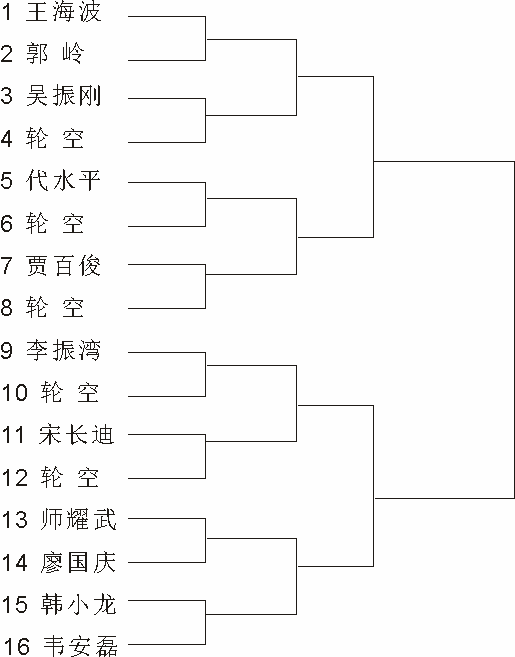 1 王海波
2 郭 岭
3 吴振刚
4 轮 空
5 代水平
6 轮 空
7 贾百俊
8 轮 空
9 李振湾
10 轮 空
11 宋长迪
12 轮 空
13 师耀武
14 廖国庆
15 韩小龙
16 韦安磊